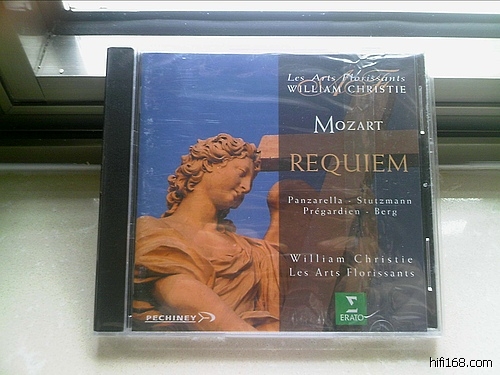 Les Arts Florissants
WILLIAM CHRISTIE
MOZART
REQUIEM
Panzarella - Stutzmann
Prégardien - Berg
William Christie
Les Arts Florissants
PECHINEY
ERATO
hifi168.com